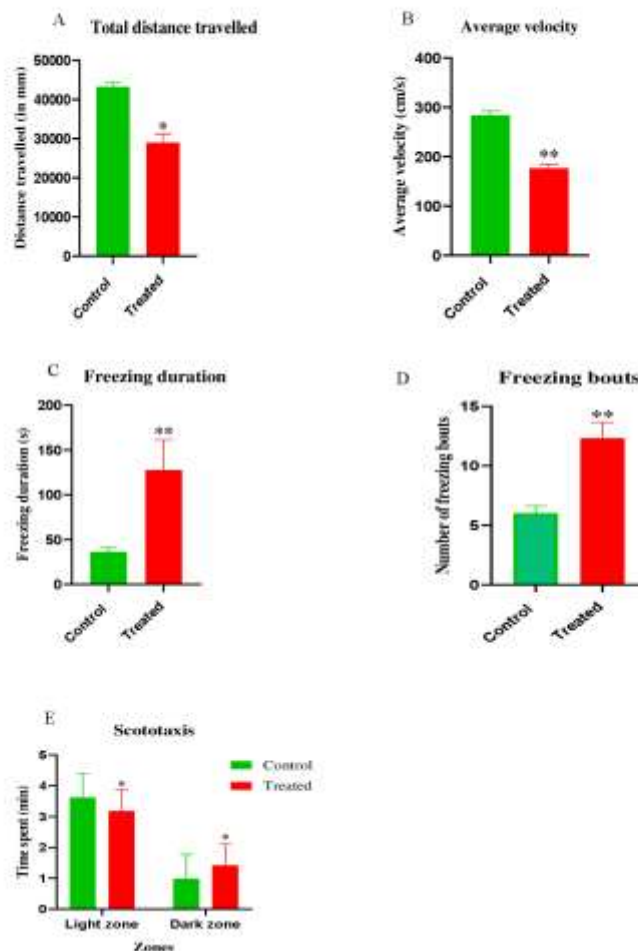 A
Total distance travelled
Distance travelled (in mm)
50000
40000
30000
20000
10000
0
*
Control
Treated
B
Average velocity
Average velocity (cm/s)
400
300
200
100
0
**
Control
Treated
C
Freezing duration
Freezing duration (s)
200
150
100
50
0
**
Control
Treated
D
Freezing bouts
Number of freezing bouts
15
10
5
0
**
Control
Treated
E
Scototaxis
Time spent (min)
5
4
3
2
1
0
*
*
Control
Treated
Light zone
Dark zone
Zones